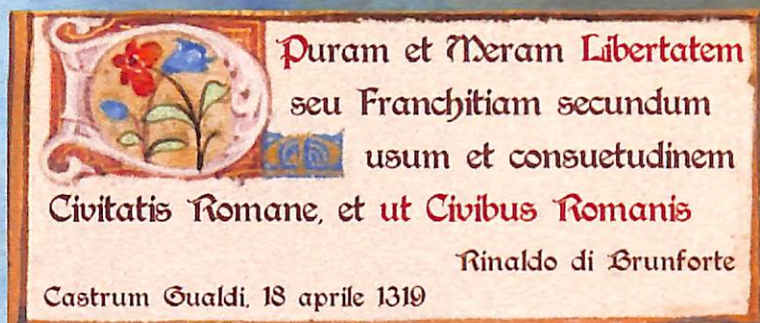 Puram et Meram Libertatem
seu Franchitiam secundum
usum et consuetudinem
Civitatis Romane, et ut Civibus Romanis
Rinaldo di Brunforte
Castrum Gualdi, 18 aprile 1319